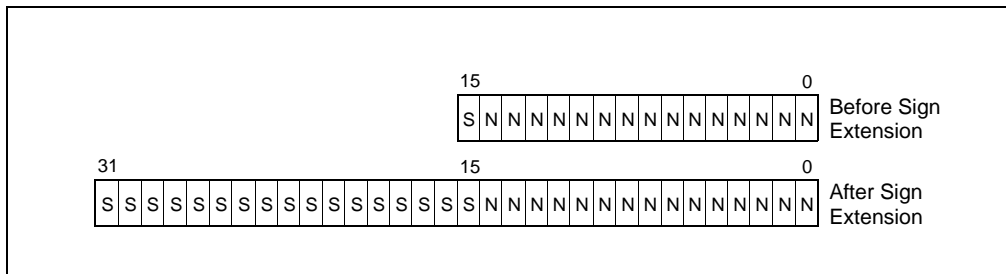 15 0
S N N N N N N N N N N N N N N N
Before Sign
Extension
31 15 0
S S S S S S S S S S S S S S S S S N N N N N N N N N N N N N N N
After Sign
Extension